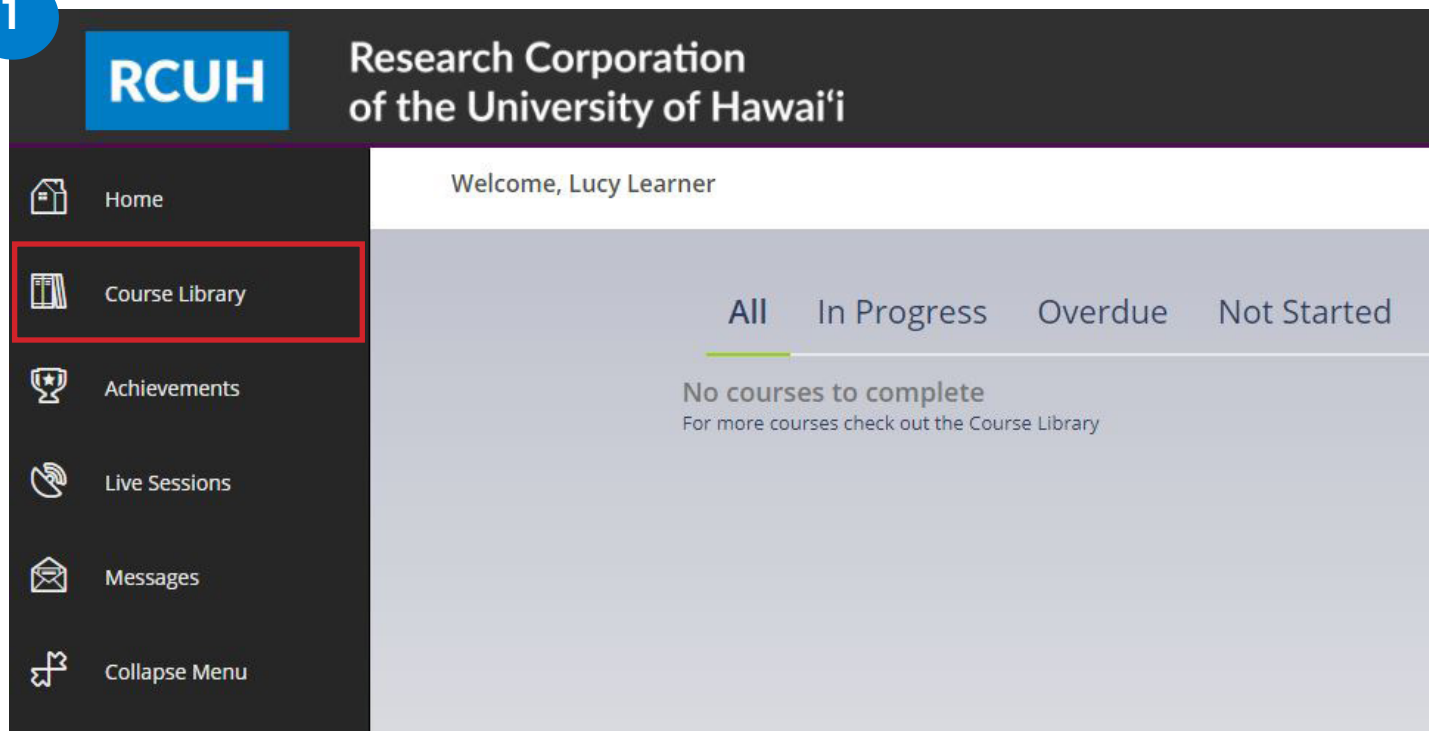 1
RCUH
Research Corporation
of the University of Hawaiʻi
Home
Course Library
Achievements
Live Sessions
Messages
Collapse Menu
Welcome, Lucy Learner
All In Progress Overdue Not Started
No courses to complete
For more courses check out the Course Library